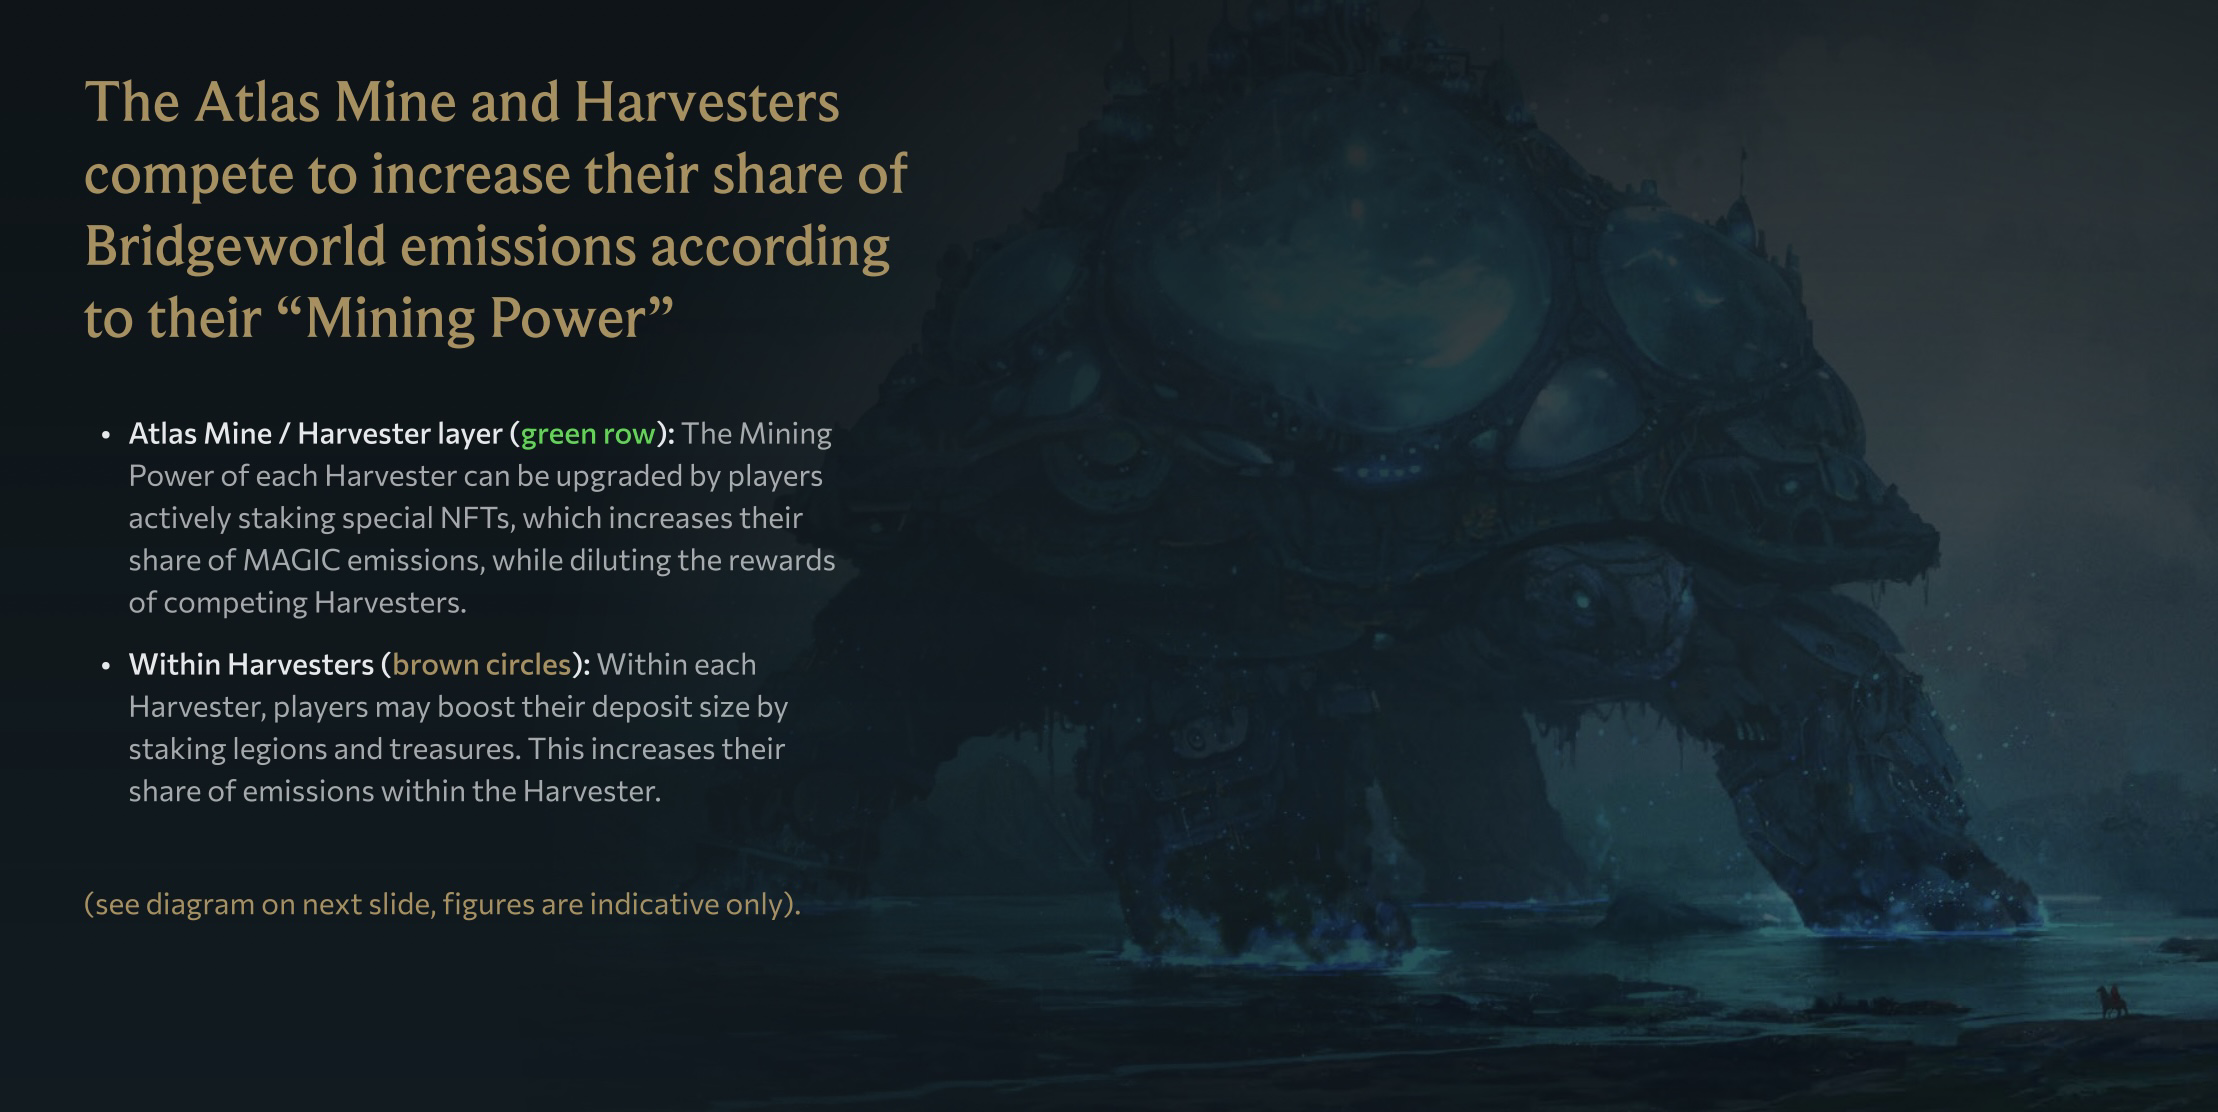 The Atlas Mine and Harvesters
compete to increase their share of
Bridgeworld emissions according
to their “Mining Power”
• Atlas Mine / Harvester layer (green row): The Mining
Power of each Harvester can be upgraded by players
actively staking special NFTs, which increases their
share of MAGIC emissions, while diluting the rewards
of competing Harvesters.
• Within Harvesters (brown circles): Within each
Harvester, players may boost their deposit size by
staking legions and treasures. This increases their
share of emissions within the Harvester.
(see diagram on next slide, figures are indicative only).